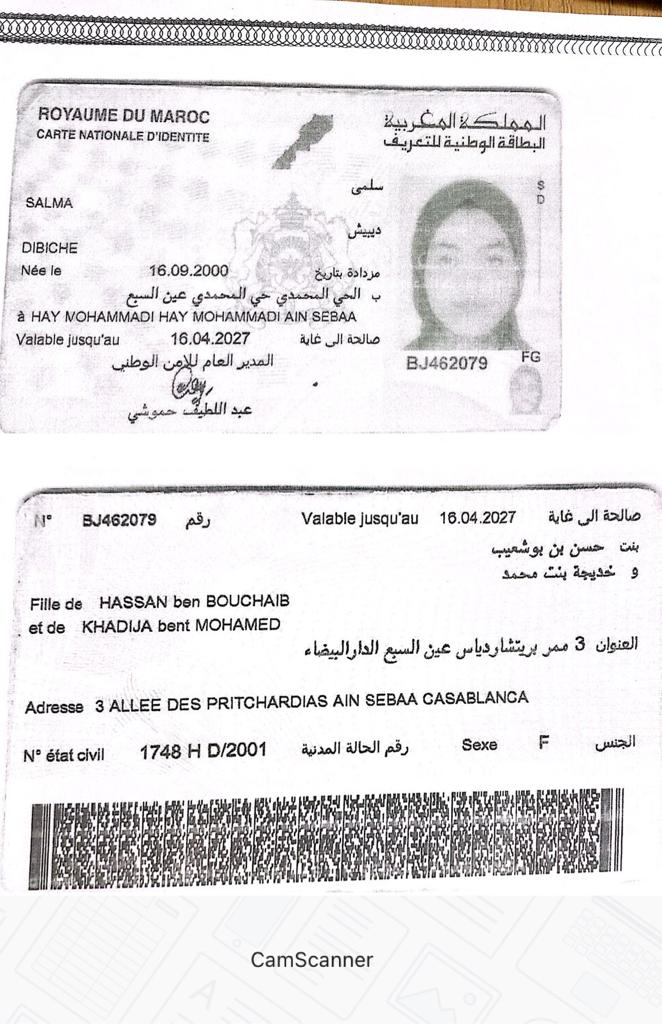 ROYAUME DU MAROC
المملكة المغربية
CARTE NATIONALE D'IDENTITE
البطاقة الوطنية للتعريف
سلمى
SALMA
دبيش
DIBICHE
Née le 16.09.2000 مزدادة بتاريخ
ب الحي المحمدي حي المحمدي عين السبع
à HAY MOHAMMADI HAY MOHAMMADI AIN SEBAA
Valable jusqu'au 16.04.2027 صالحة الى غاية
المدير العام للأمن الوطني
عبد اللطيف حموشي
S
D
BJ462079
FG
N° BJ462079 رقم Valable jusqu'au 16.04.2027 صالحة الى غاية
بنت حسن بن بوشعيب
و خديجة بنت محمد
Fille de HASSAN ben BOUCHAIB
et de KHADIJA bent MOHAMED
العنوان 3 ممر بريتشاردياس عين السبع الدارالبيضاء
Adresse 3 ALLEE DES PRITCHARDIAS AIN SEBAA CASABLANCA
N° état civil 1748 H D/2001 رقم الحالة المدنية Sexe F الجنس
CamScanner